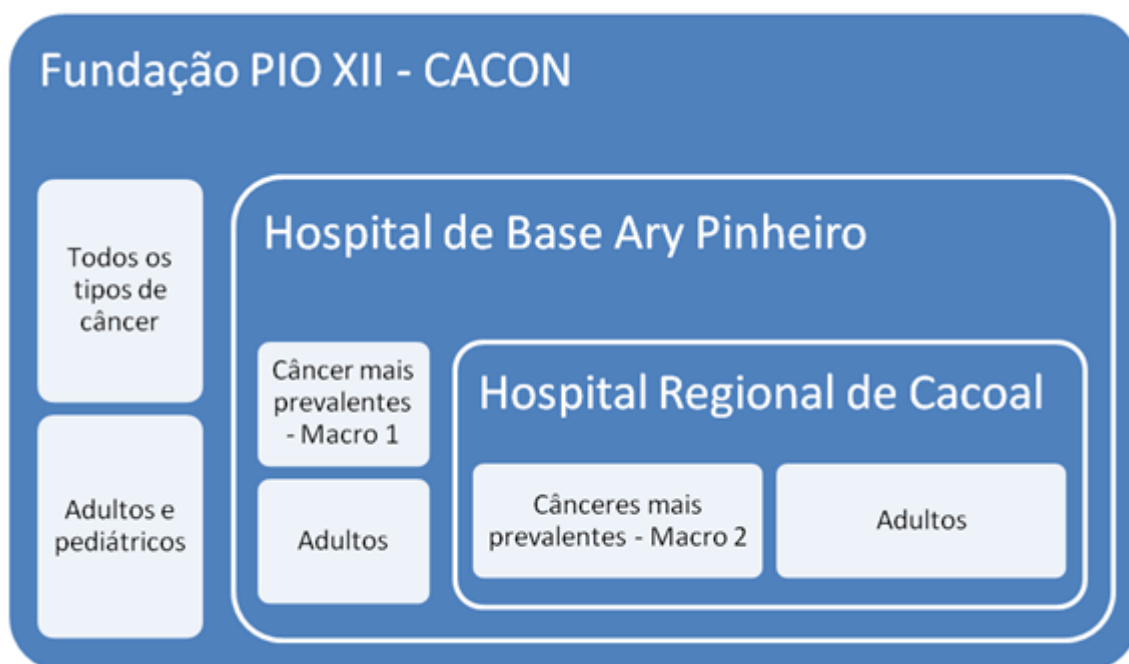 Fundação PIO XII - CACON
Todos os
tipos de
câncer
Adultos e
pediátricos
Hospital de Base Ary Pinheiro
Câncer mais
prevalentes
- Macro 1
Adultos
Hospital Regional de Cacoal
Cânceres mais
prevalentes - Macro 2
Adultos